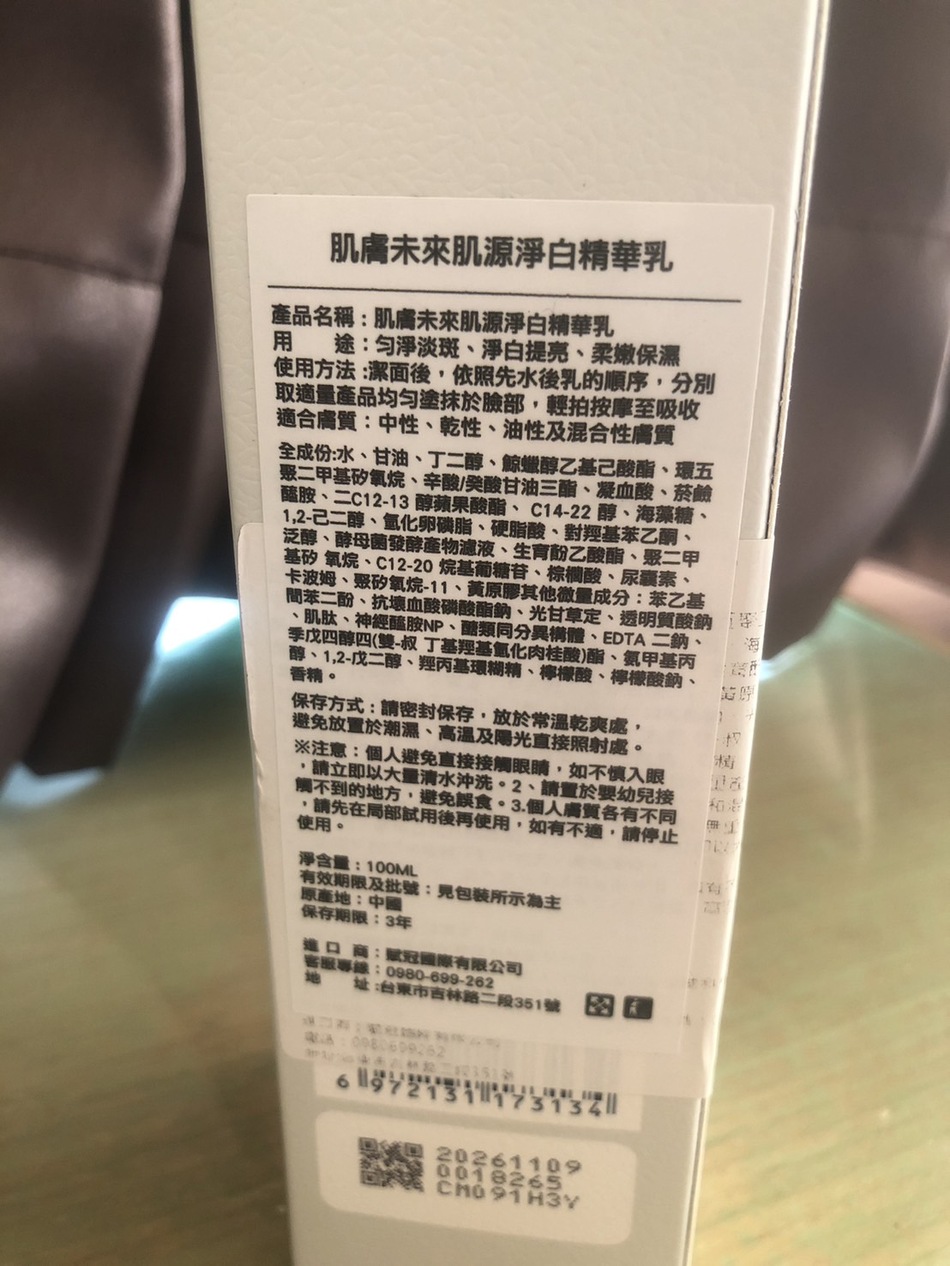 肌膚未來肌源淨白精華乳
產品名稱：肌膚未來肌源淨白精華乳
用　　途：勻淨淡斑、淨白提亮、柔嫩保濕
使用方法：潔面後，依照先水後乳的順序，分別
取適量產品均勻塗抹於臉部，輕拍按摩至吸收
適合膚質：中性、乾性、油性及混合性膚質
全成份:水、甘油、丁二醇、鯨蠟醇乙基己酸酯、環五
聚二甲基矽氧烷、辛酸/癸酸甘油三酯、凝血酸、菸鹼
醯胺、二C12-13 醇蘋果酸酯、 C14-22 醇、海藻糖、
1,2-己二醇、氫化卵磷脂、硬脂酸、對羥基苯乙酮、
泛醇、酵母菌發酵產物濾液、生育酚乙酸酯、聚二甲
基矽 氧烷、C12-20 烷基葡糖苷、棕櫚酸、尿囊素、
卡波姆、聚矽氧烷-11、黃原膠其他微量成分：苯乙基
間苯二酚、抗壞血酸磷酸酯鈉、光甘草定、透明質酸鈉
、肌肽、神經醯胺NP、醣類同分異構體、EDTA 二鈉、
季戊四醇四(雙-叔 丁基羥基氫化肉桂酸)酯、氨甲基丙
醇、1,2-戊二醇、羥丙基環糊精、檸檬酸、檸檬酸鈉、
香精。
保存方式：請密封保存，放於常溫乾爽處，
避免放置於潮濕、高溫及陽光直接照射處。
※注意：個人避免直接接觸眼睛，如不慎入眼
，請立即以大量清水沖洗。2、請置於嬰幼兒接
觸不到的地方，避免誤食。3.個人膚質各有不同
，請先在局部試用後再使用，如有不適，請停止
使用。
淨含量：100ML
有效期限及批號：見包裝所示為主
原產地：中國
保存期限：3年
進 口 商：賦冠國際有限公司
客服專線：0980-699-262
地　　址:台東市吉林路二段351號
電話：0980699262
6 972131 173134
20261109
0018265
CM091H3Y